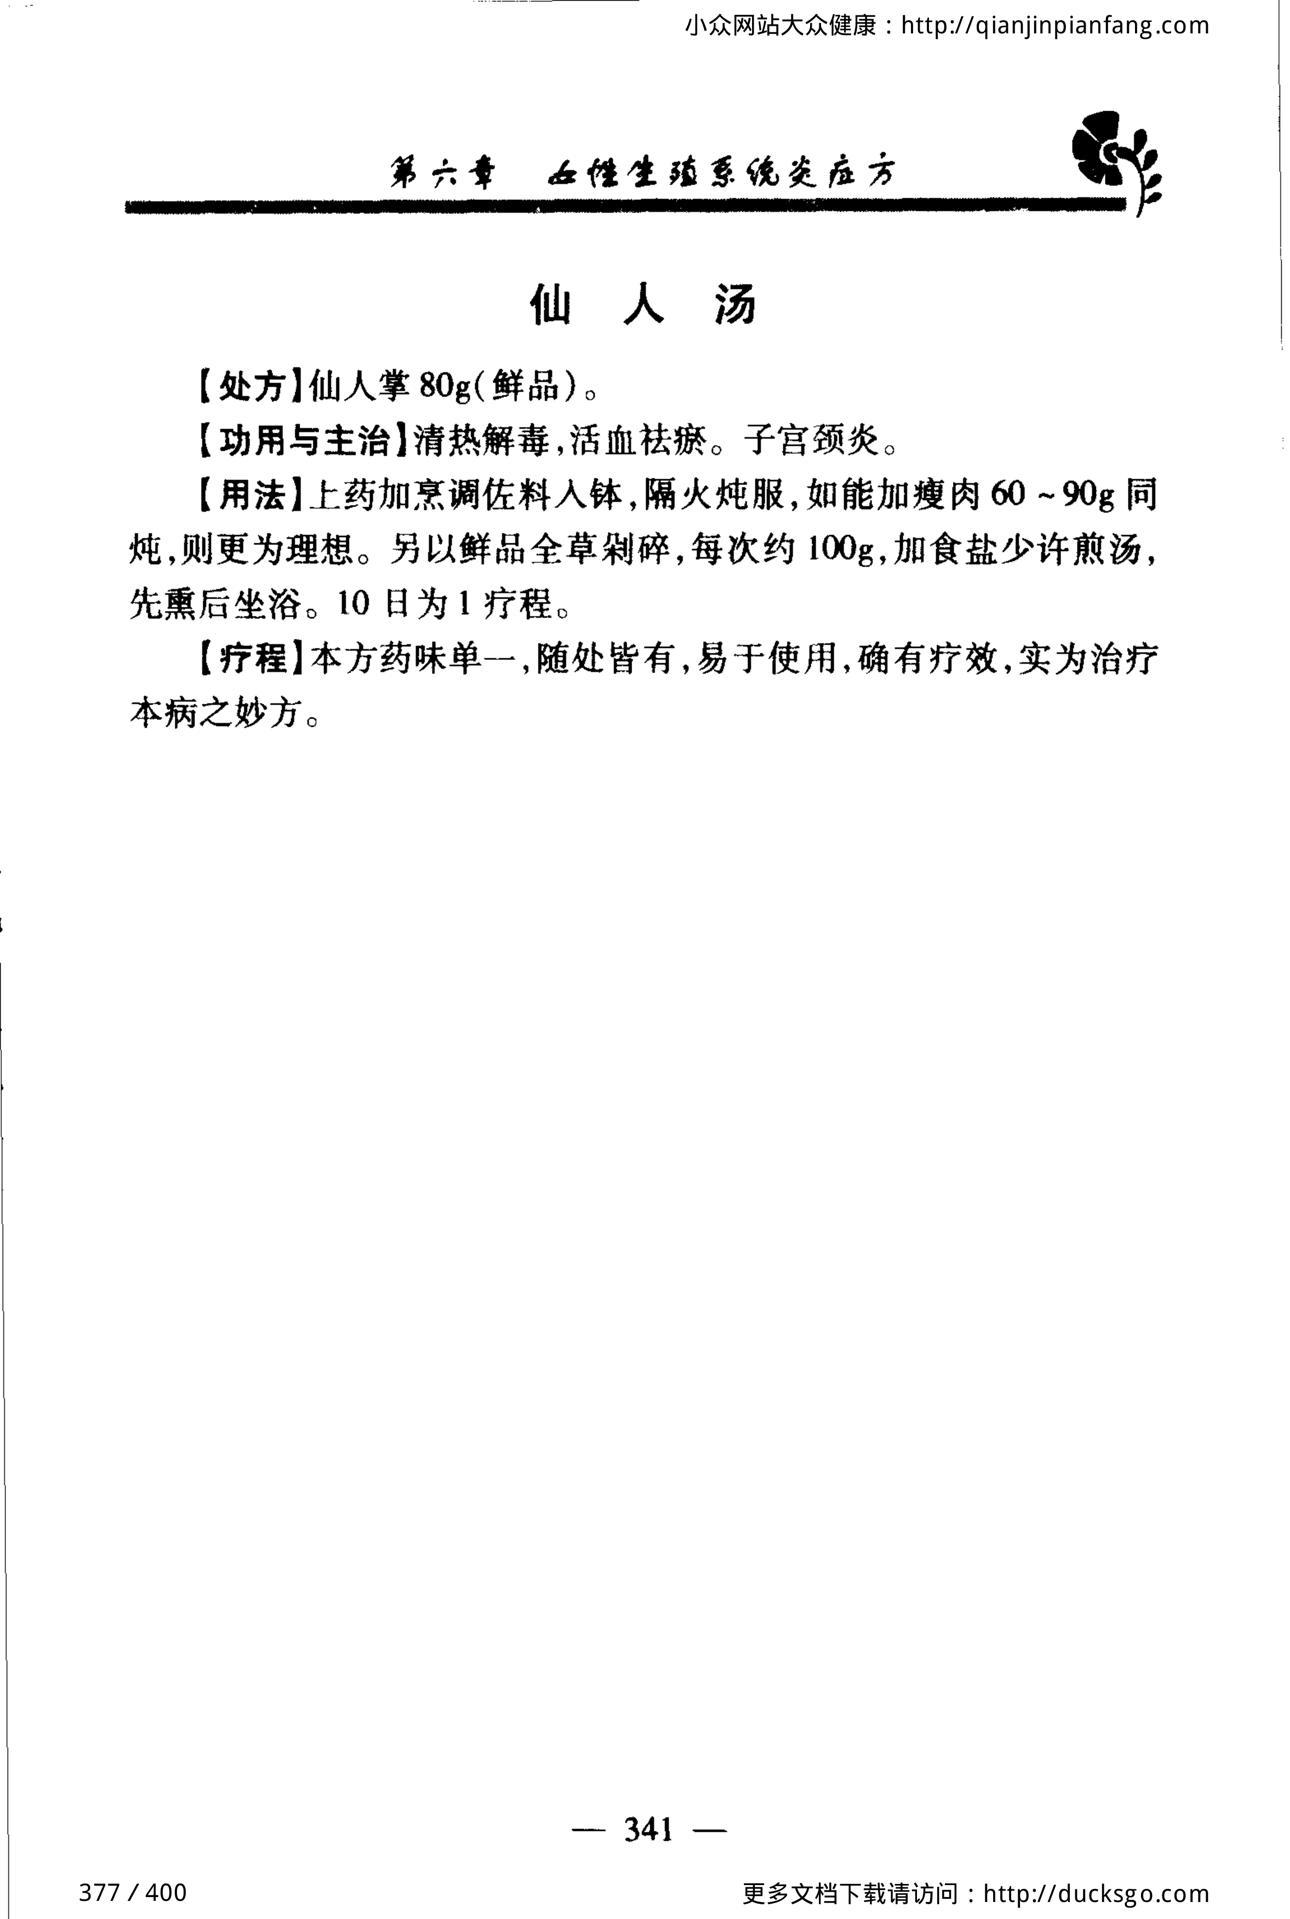 小众网站大众健康：http://qianjinpianfang.com
第六章 女性生殖系统炎症方
仙人汤
【处方】仙人掌 80g(鲜品)。
【功用与主治】清热解毒,活血祛瘀。子宫颈炎。
【用法】上药加烹调佐料入钵,隔火炖服,如能加瘦肉 60 ~ 90g 同
炖,则更为理想。另以鲜品全草剁碎,每次约 100g,加食盐少许煎汤,
先熏后坐浴。10 日为 1 疗程。
【疗程】本方药味单一,随处皆有,易于使用,确有疗效,实为治疗
本病之妙方。
— 341 —
377 / 400
更多文档下载请访问：http://ducksgo.com